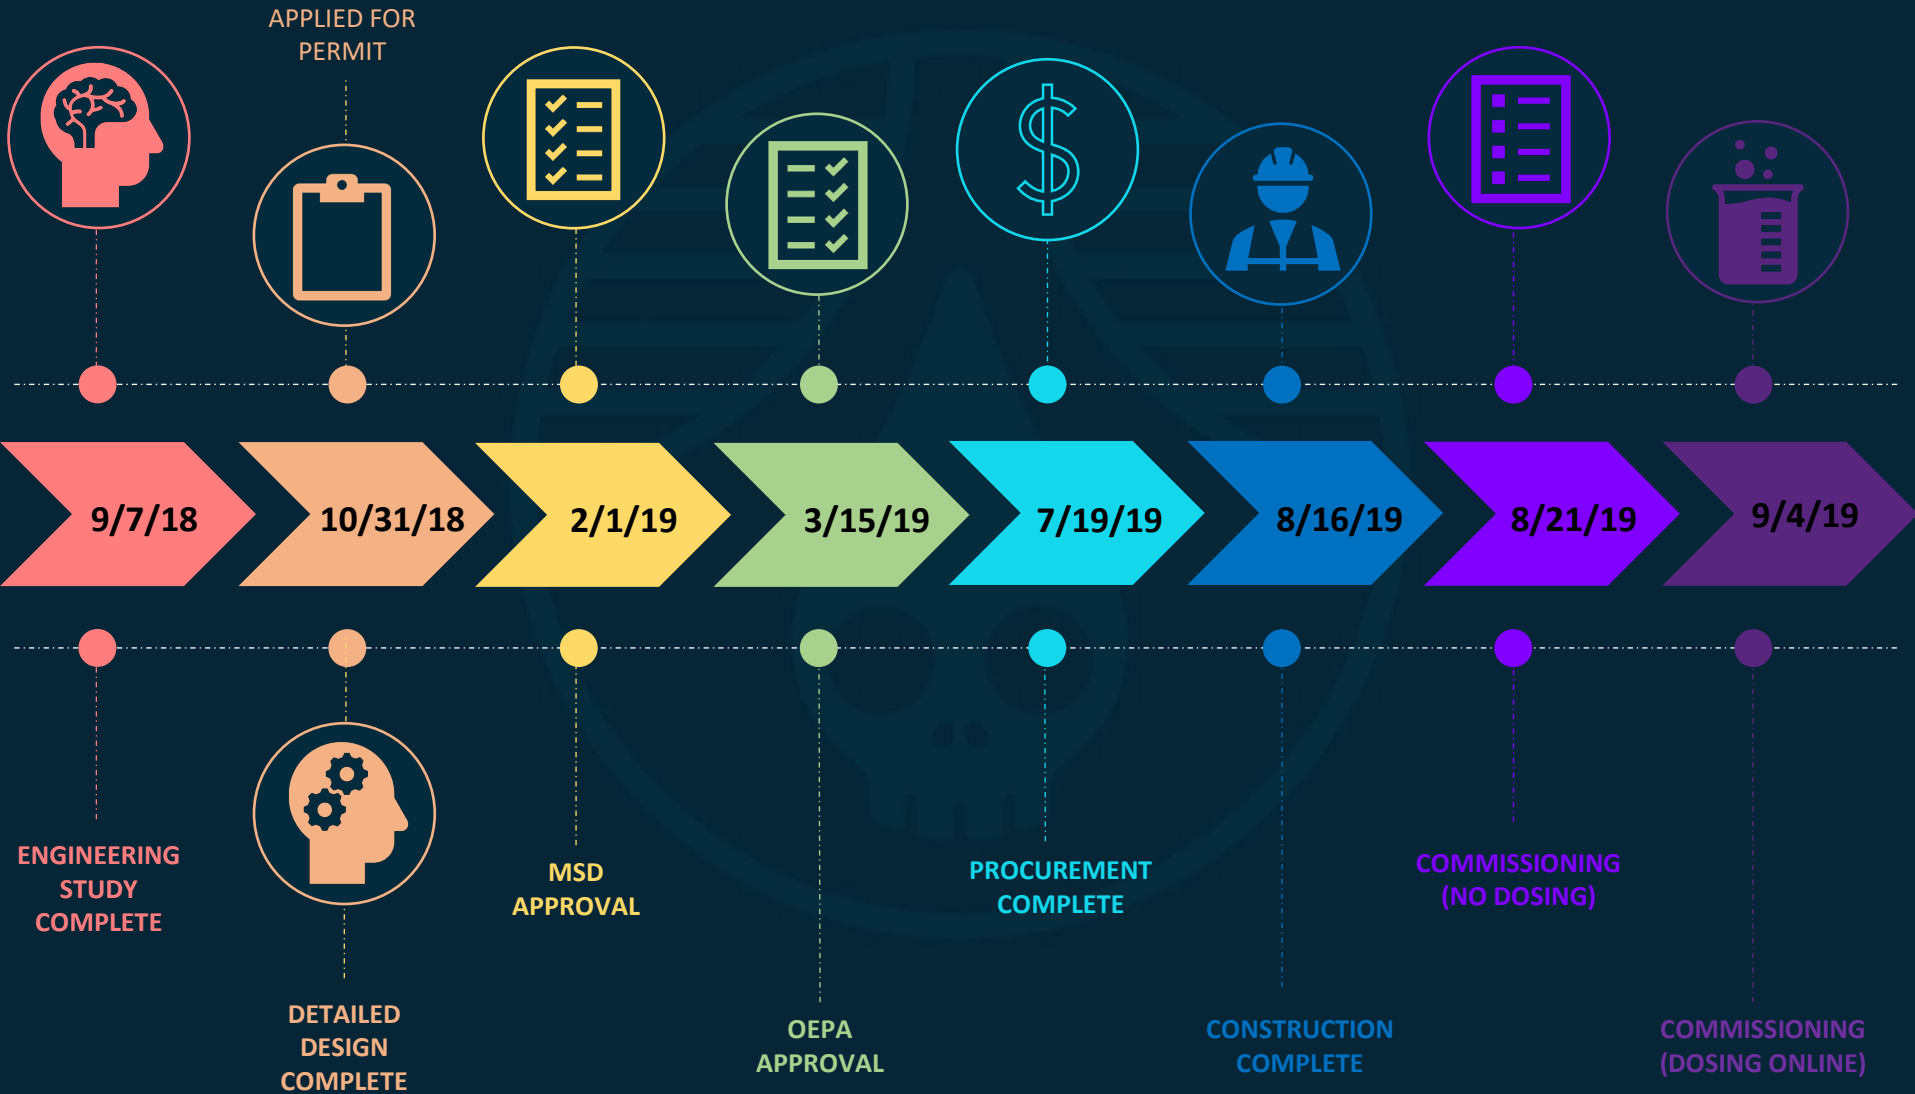 APPLIED FOR
PERMIT
9/7/18
10/31/18
2/1/19
3/15/19
7/19/19
8/16/19
8/21/19
9/4/19
ENGINEERING
STUDY
COMPLETE
DETAILED
DESIGN
COMPLETE
MSD
APPROVAL
OEPA
APPROVAL
PROCUREMENT
COMPLETE
CONSTRUCTION
COMPLETE
COMMISSIONING
(NO DOSING)
COMMISSIONING
(DOSING ONLINE)